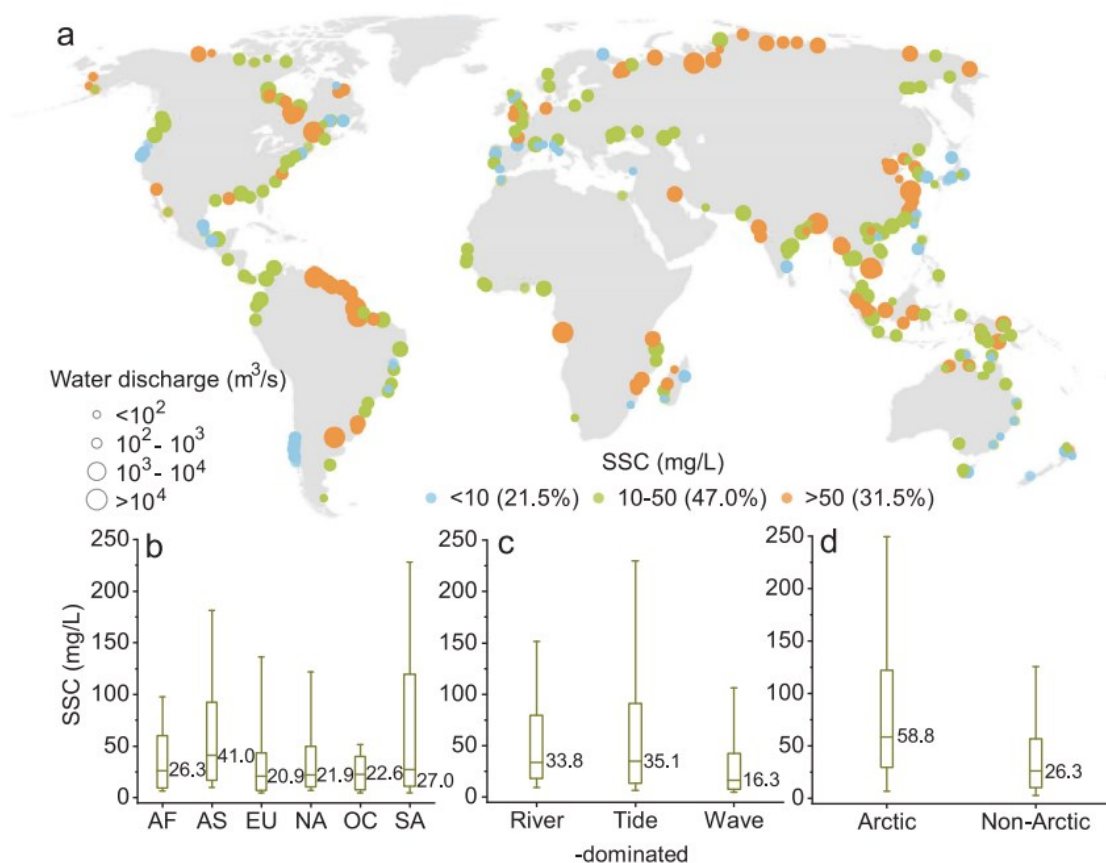 a
Water discharge (m³/s)
<10²
10² - 10³
10³ - 10⁴
>10⁴
SSC (mg/L)
<10 (21.5%) 10-50 (47.0%) >50 (31.5%)
b
SSC (mg/L)
250
200
150
100
50
0
26.3 41.0 20.9 21.9 22.6 27.0
AF AS EU NA OC SA
c
250
200
150
100
50
0
33.8 35.1 16.3
River Tide Wave
-dominated
d
250
200
150
100
50
0
58.8 26.3
Arctic Non-Arctic